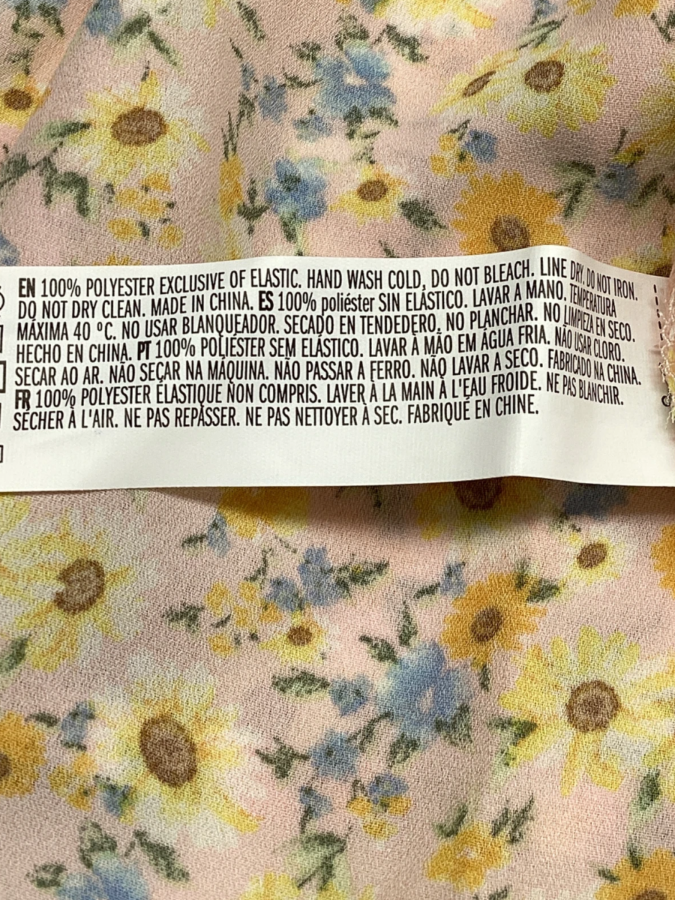 EN 100% POLYESTER EXCLUSIVE OF ELASTIC. HAND WASH COLD, DO NOT BLEACH. LINE DRY. DO NOT IRON.
DO NOT DRY CLEAN. MADE IN CHINA. ES 100% poliéster SIN ELÁSTICO. LAVAR A MANO, TEMPERATURA
MÁXIMA 40 °C. NO USAR BLANQUEADOR. SECADO EN TENDEDERO. NO PLANCHAR. NO LIMPIEZA EN SECO.
HECHO EN CHINA. PT 100% POLIÉSTER SEM ELÁSTICO. LAVAR À MÃO EM ÁGUA FRIA. NÃO USAR CLORO.
SECAR AO AR. NÃO SECAR NA MÁQUINA. NÃO PASSAR A FERRO. NÃO LAVAR A SECO. FABRICADO NA CHINA.
FR 100% POLYESTER ÉLASTIQUE NON COMPRIS. LAVER À LA MAIN À L'EAU FROIDE. NE PAS BLANCHIR.
SÉCHER À L'AIR. NE PAS REPASSER. NE PAS NETTOYER À SEC. FABRIQUÉ EN CHINE.